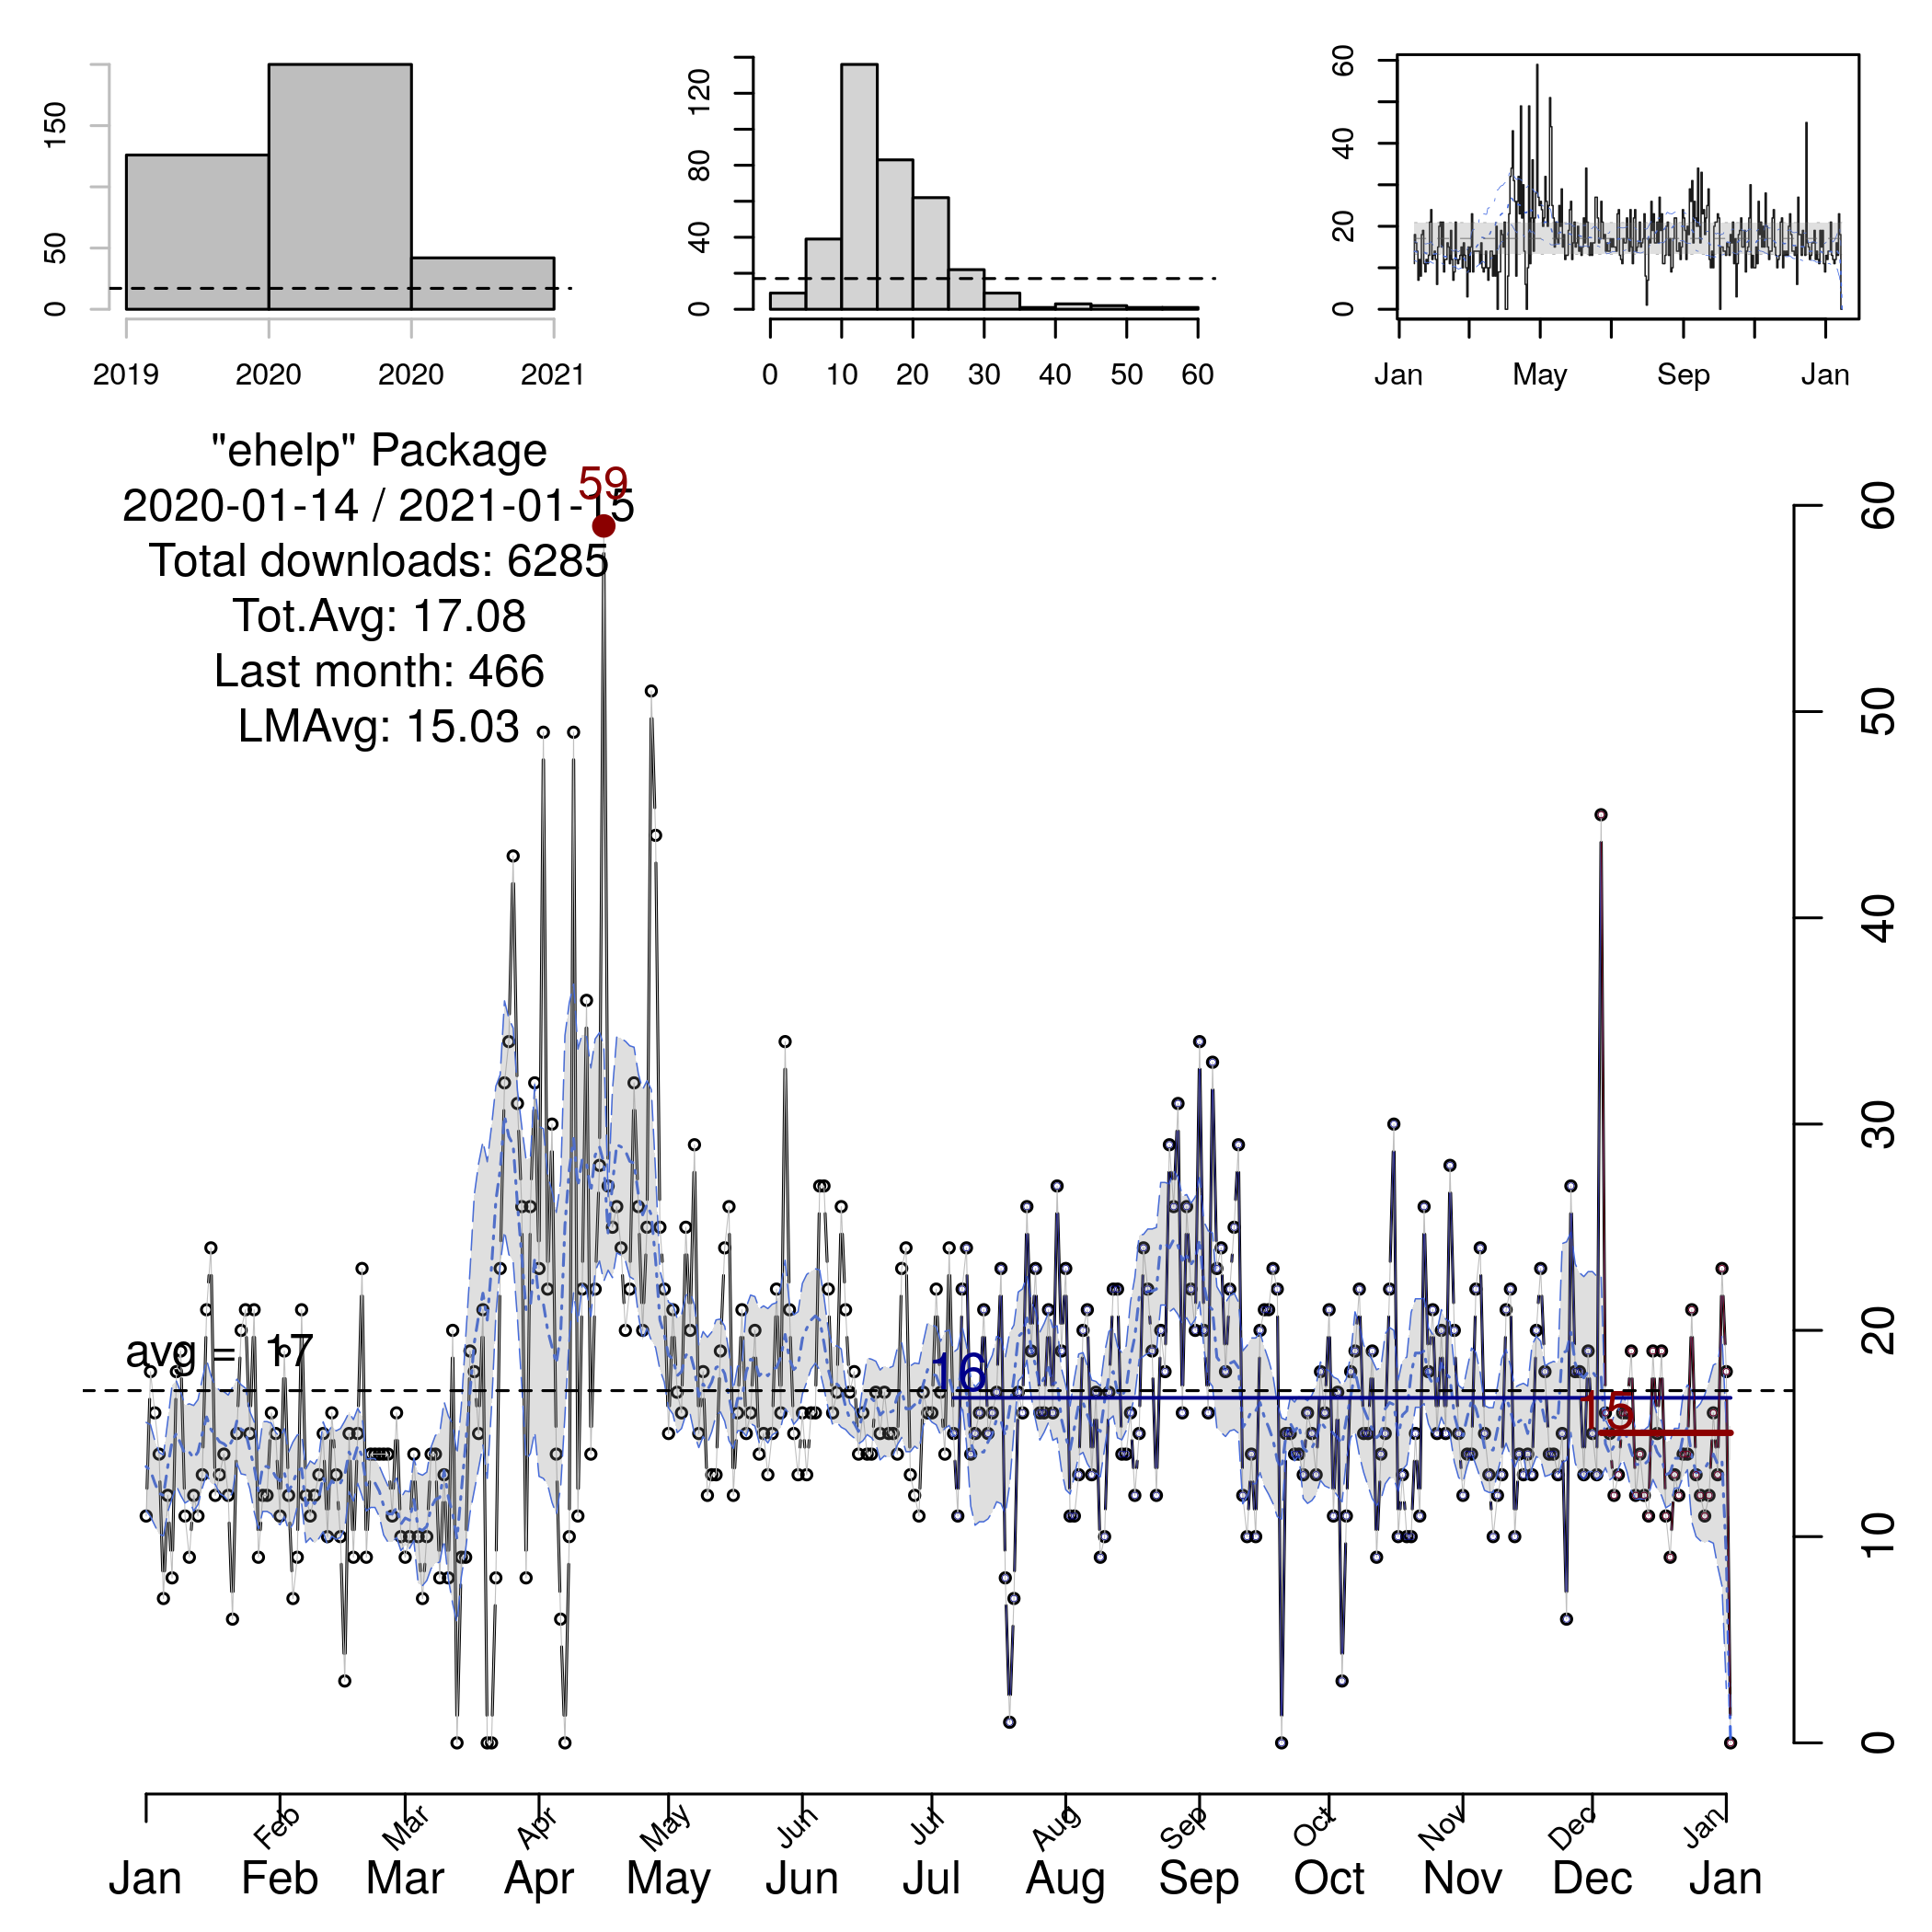 150
50
0
2019 2020 2020 2021
120
80
40
0
0 10 20 30 40 50 60
60
40
20
0
Jan May Sep Jan
"ehelp" Package
59
2020-01-14 / 2021-01-15
Total downloads: 6285
Tot.Avg: 17.08
Last month: 466
LMAvg: 15.03
60
50
40
30
20
10
0
avg = 17
16
15
Feb Mar Apr May Jun Jul Aug Sep Oct Nov Dec Jan
Jan Feb Mar Apr May Jun Jul Aug Sep Oct Nov Dec Jan